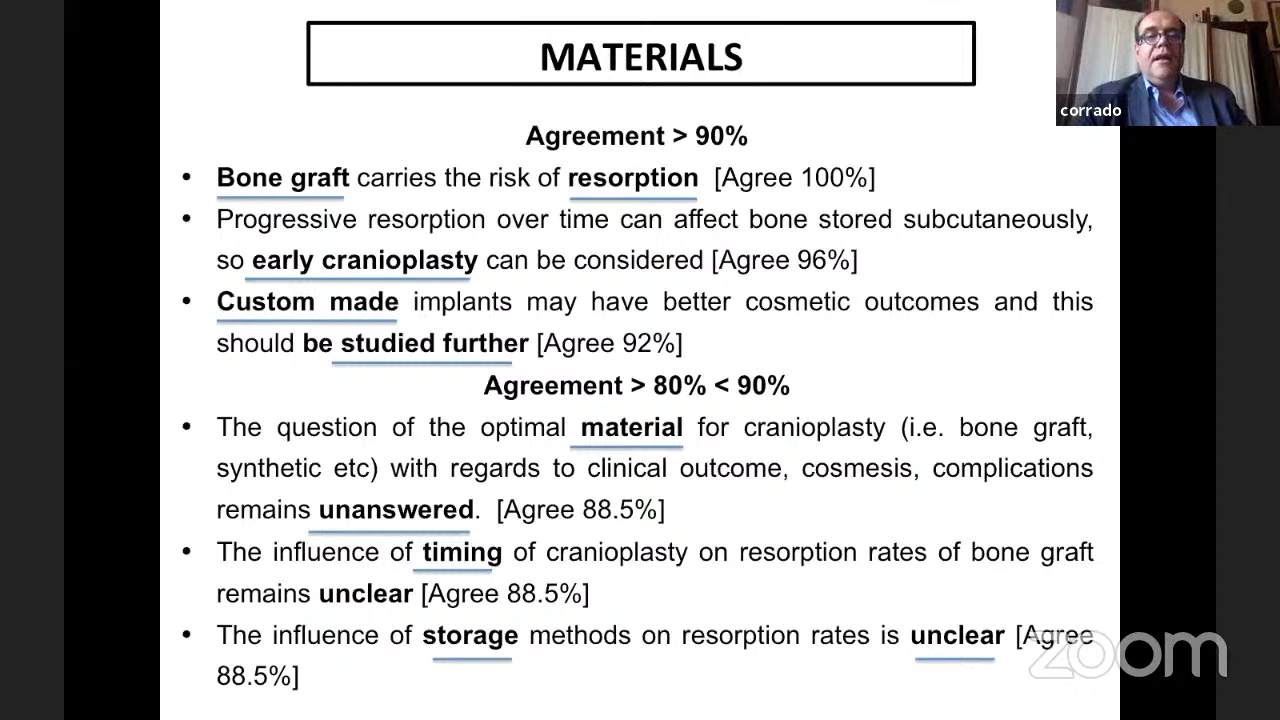 MATERIALS
corrado
Agreement > 90%
• Bone graft carries the risk of resorption [Agree 100%]
• Progressive resorption over time can affect bone stored subcutaneously,
so early cranioplasty can be considered [Agree 96%]
• Custom made implants may have better cosmetic outcomes and this
should be studied further [Agree 92%]
Agreement > 80% < 90%
• The question of the optimal material for cranioplasty (i.e. bone graft,
synthetic etc) with regards to clinical outcome, cosmesis, complications
remains unanswered. [Agree 88.5%]
• The influence of timing of cranioplasty on resorption rates of bone graft
remains unclear [Agree 88.5%]
• The influence of storage methods on resorption rates is unclear [Agree
88.5%]
zoom